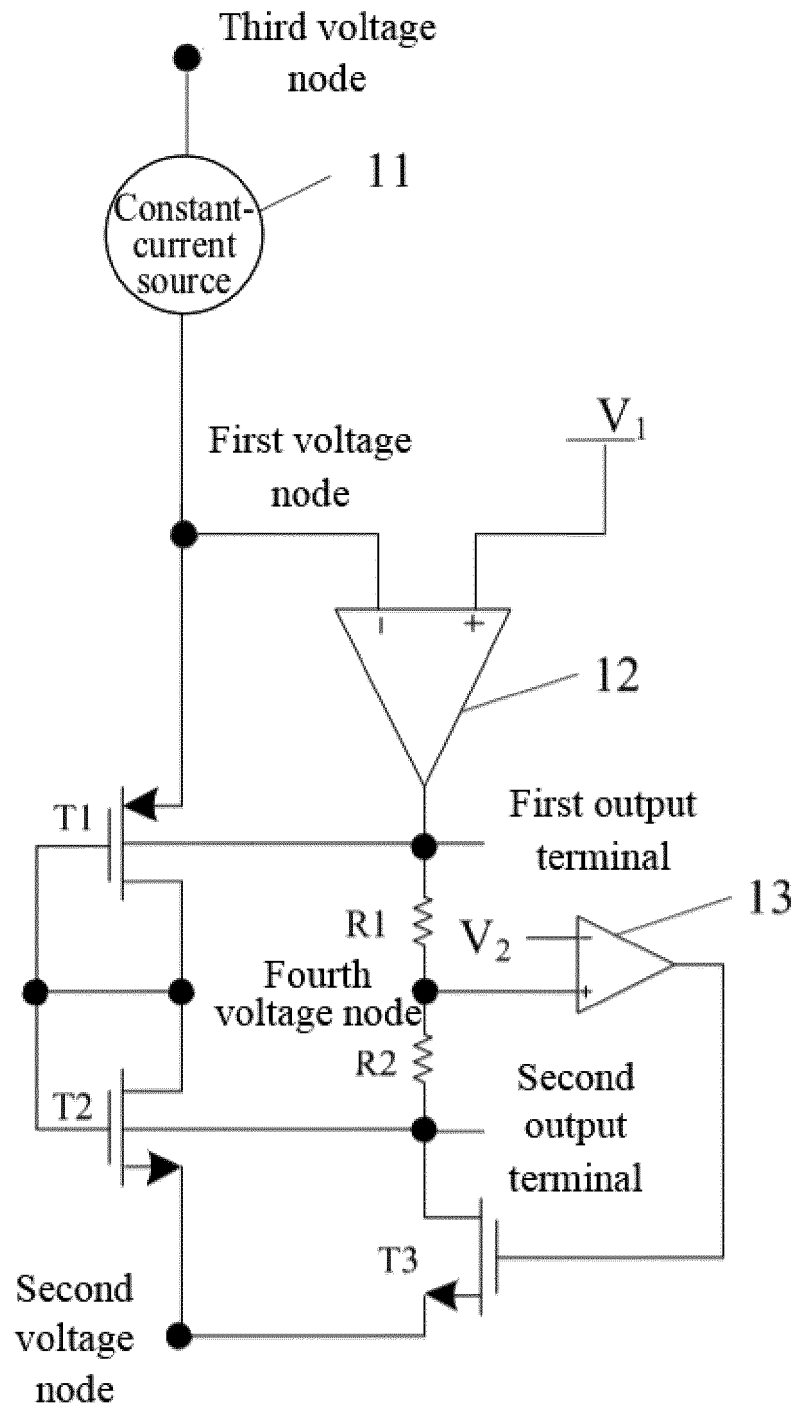 Third voltage
node
11
Constant-
current
source
V1
First voltage
node
- +
12
T1
First output
terminal
R1
13
V2 -
Fourth
voltage node
+
R2
T2
Second
output
terminal
T3
Second
voltage
node